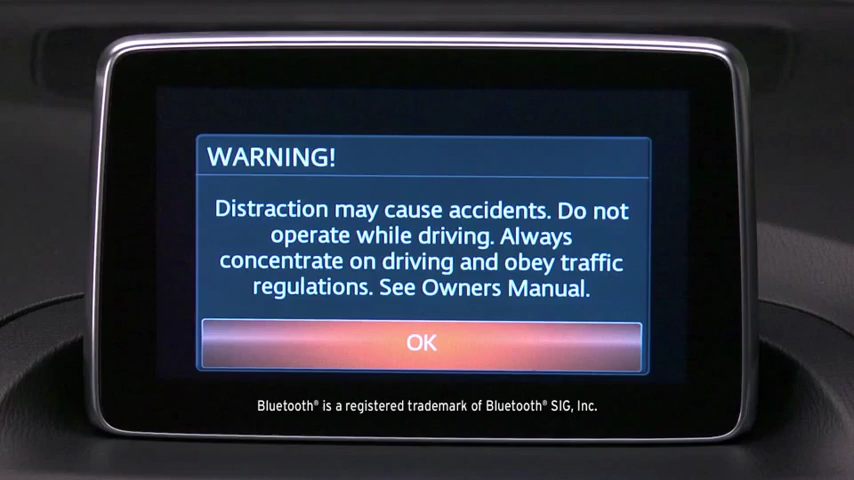 WARNING!
Distraction may cause accidents. Do not
operate while driving. Always
concentrate on driving and obey traffic
regulations. See Owners Manual.
OK
Bluetooth® is a registered trademark of Bluetooth® SIG, Inc.